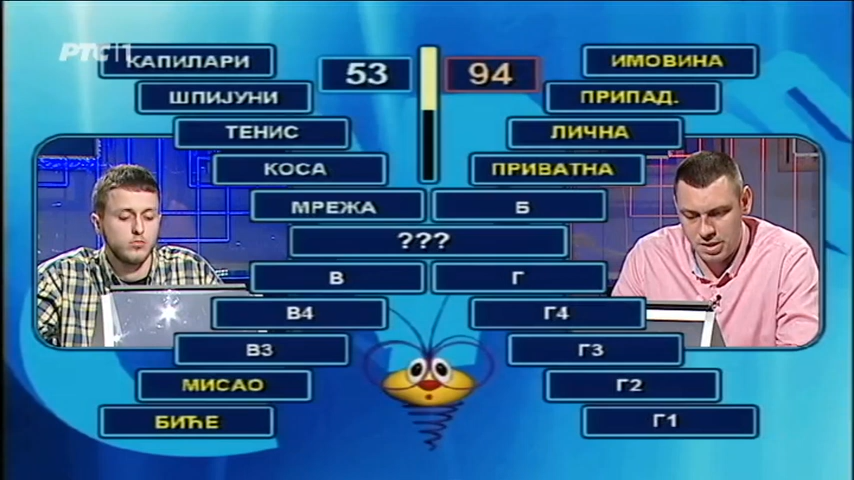 РТС|1
КАПИЛАРИ
53
94
ИМОВИНА
ШПИЈУНИ
ПРИПАД.
ТЕНИС
ЛИЧНА
КОСА
ПРИВАТНА
МРЕЖА
Б
???
В
Г
В4
Г4
В3
Г3
МИСАО
Г2
БИЋЕ
Г1